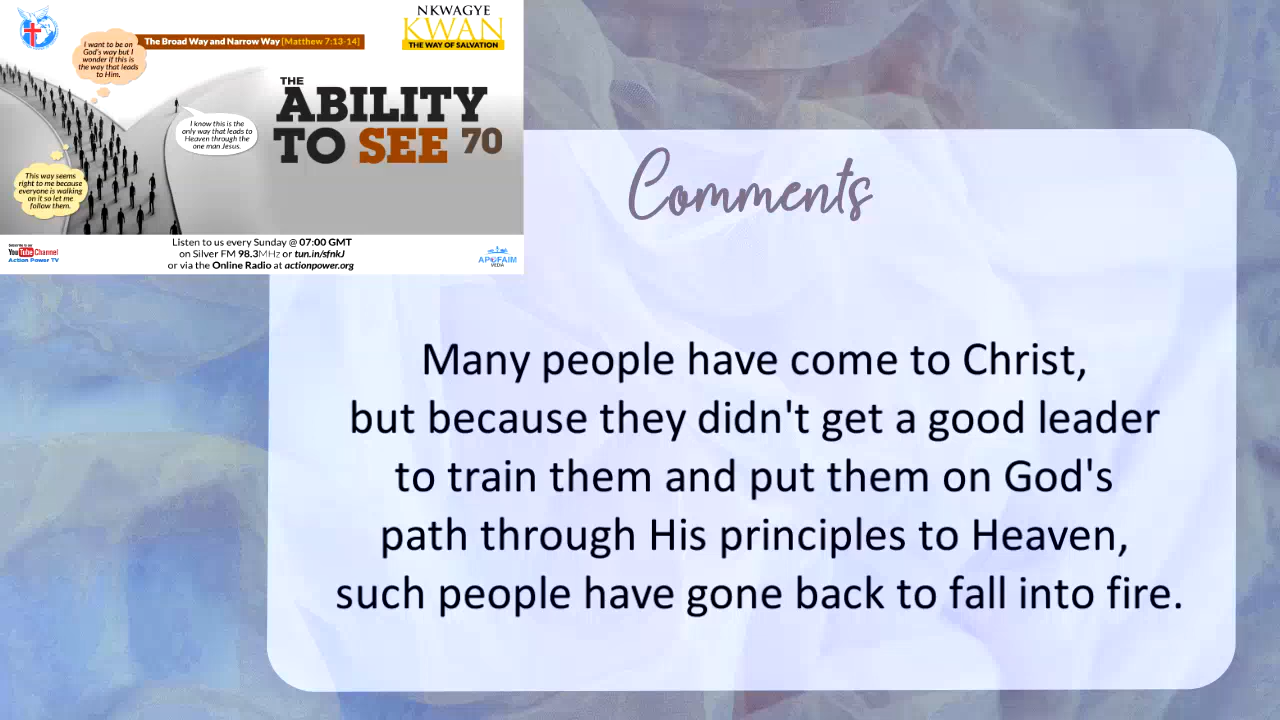 NKWAGYE
KWAN
THE WAY OF SALVATION
The Broad Way and Narrow Way [Matthew 7:13-14]
I want to be on
God's way but I
wonder if this is
the way that leads
to Him.
THE
ABILITY
TO SEE 70
I know this is the
only way that leads to
Heaven through the
one man Jesus.
This way seems
right to me because
everyone is walking
on it so let me
follow them.
Listen to us every Sunday @ 07:00 GMT
on Silver FM 98.3MHz or tun.in/sfnkJ
or via the Online Radio at actionpower.org
YouTube Channel
Action Power TV
APOFAIM
MEDIA
Comments
Many people have come to Christ,
but because they didn't get a good leader
to train them and put them on God's
path through His principles to Heaven,
such people have gone back to fall into fire.